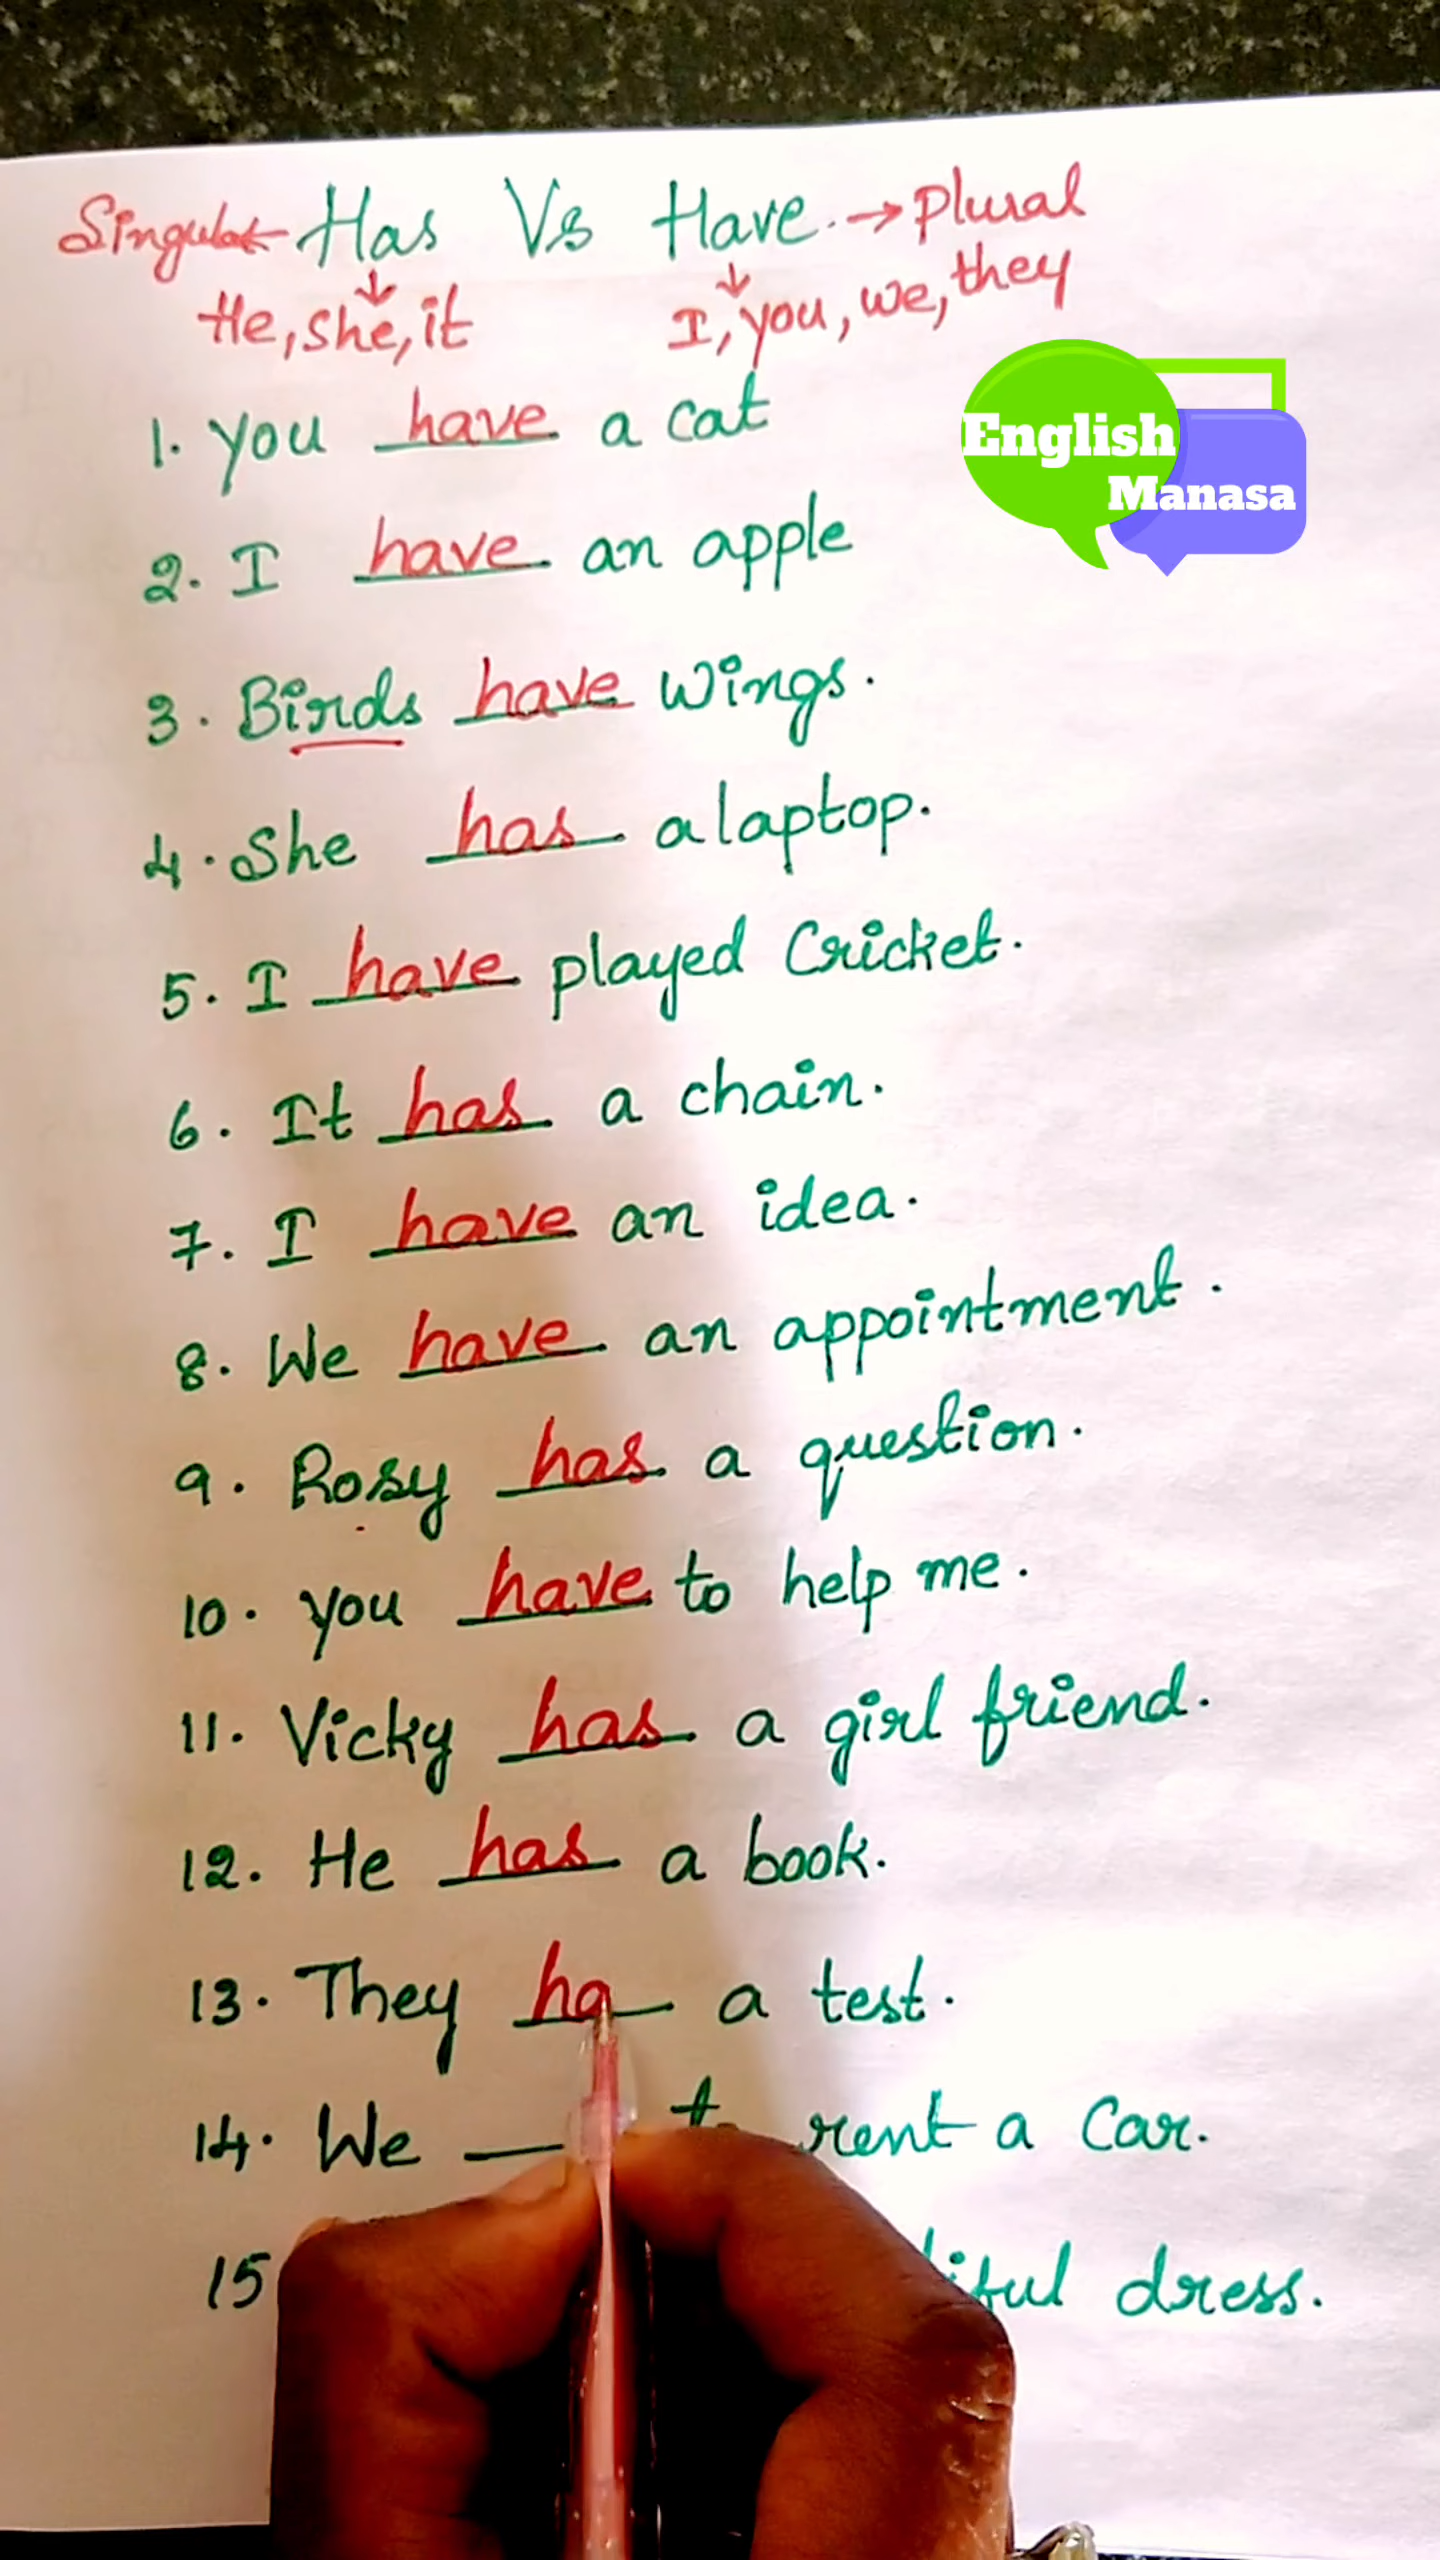 Singular ← Has Vs Have. → Plural
He, She, it I, you, we, they
1. you have a cat
English
Manasa
2. I have an apple
3. Birds have wings.
4. She has a laptop.
5. I have played Cricket.
6. It has a chain.
7. I have an idea.
8. We have an appointment.
9. Rosy has a question.
10. you have to help me.
11. Vicky has a girl friend.
12. He has a book.
13. They ha a test.
14. We rent a Car.
15 dress.